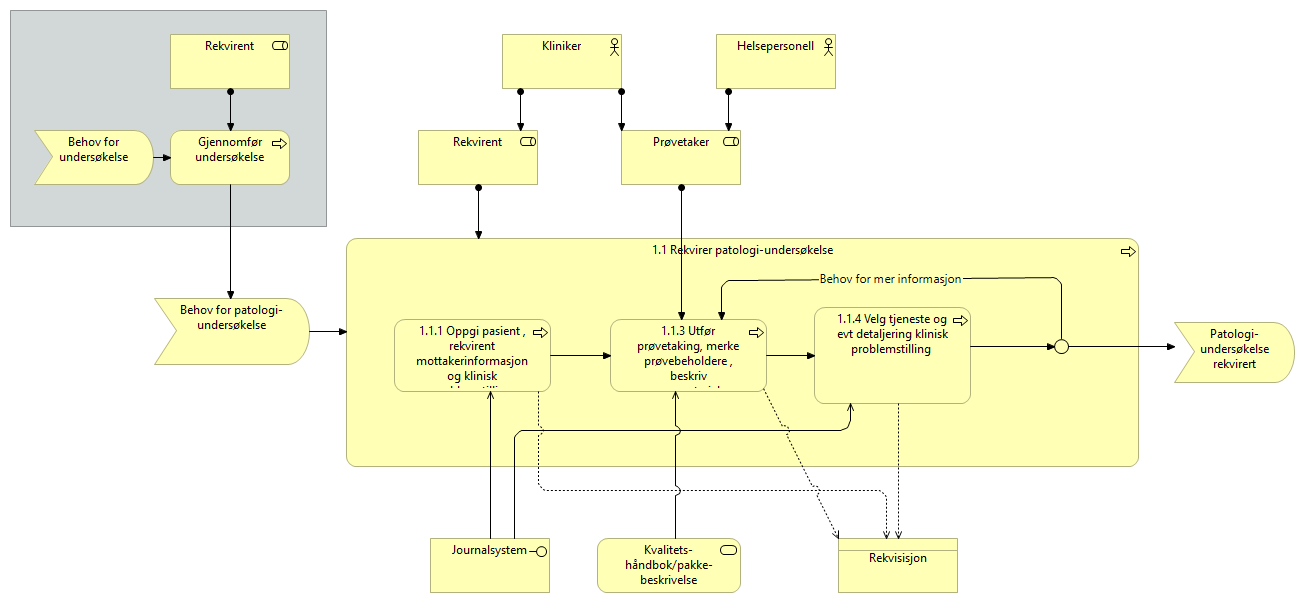 Rekvirent
Behov for
undersøkelse
Gjennomfør
undersøkelse
Kliniker
Helsepersonell
Rekvirent
Prøvetaker
1.1 Rekvirer patologi-undersøkelse
Behov for patologi-
undersøkelse
Behov for mer informasjon
1.1.1 Oppgi pasient ,
rekvirent
mottakerinformasjon
og klinisk
1.1.3 Utfør
prøvetaking, merke
prøvebeholdere ,
beskriv
1.1.4 Velg tjeneste og
evt detaljering klinisk
problemstilling
Patologi-
undersøkelse
rekvirert
Journalsystem
Kvalitets-
håndbok/pakke-
beskrivelse
Rekvisisjon